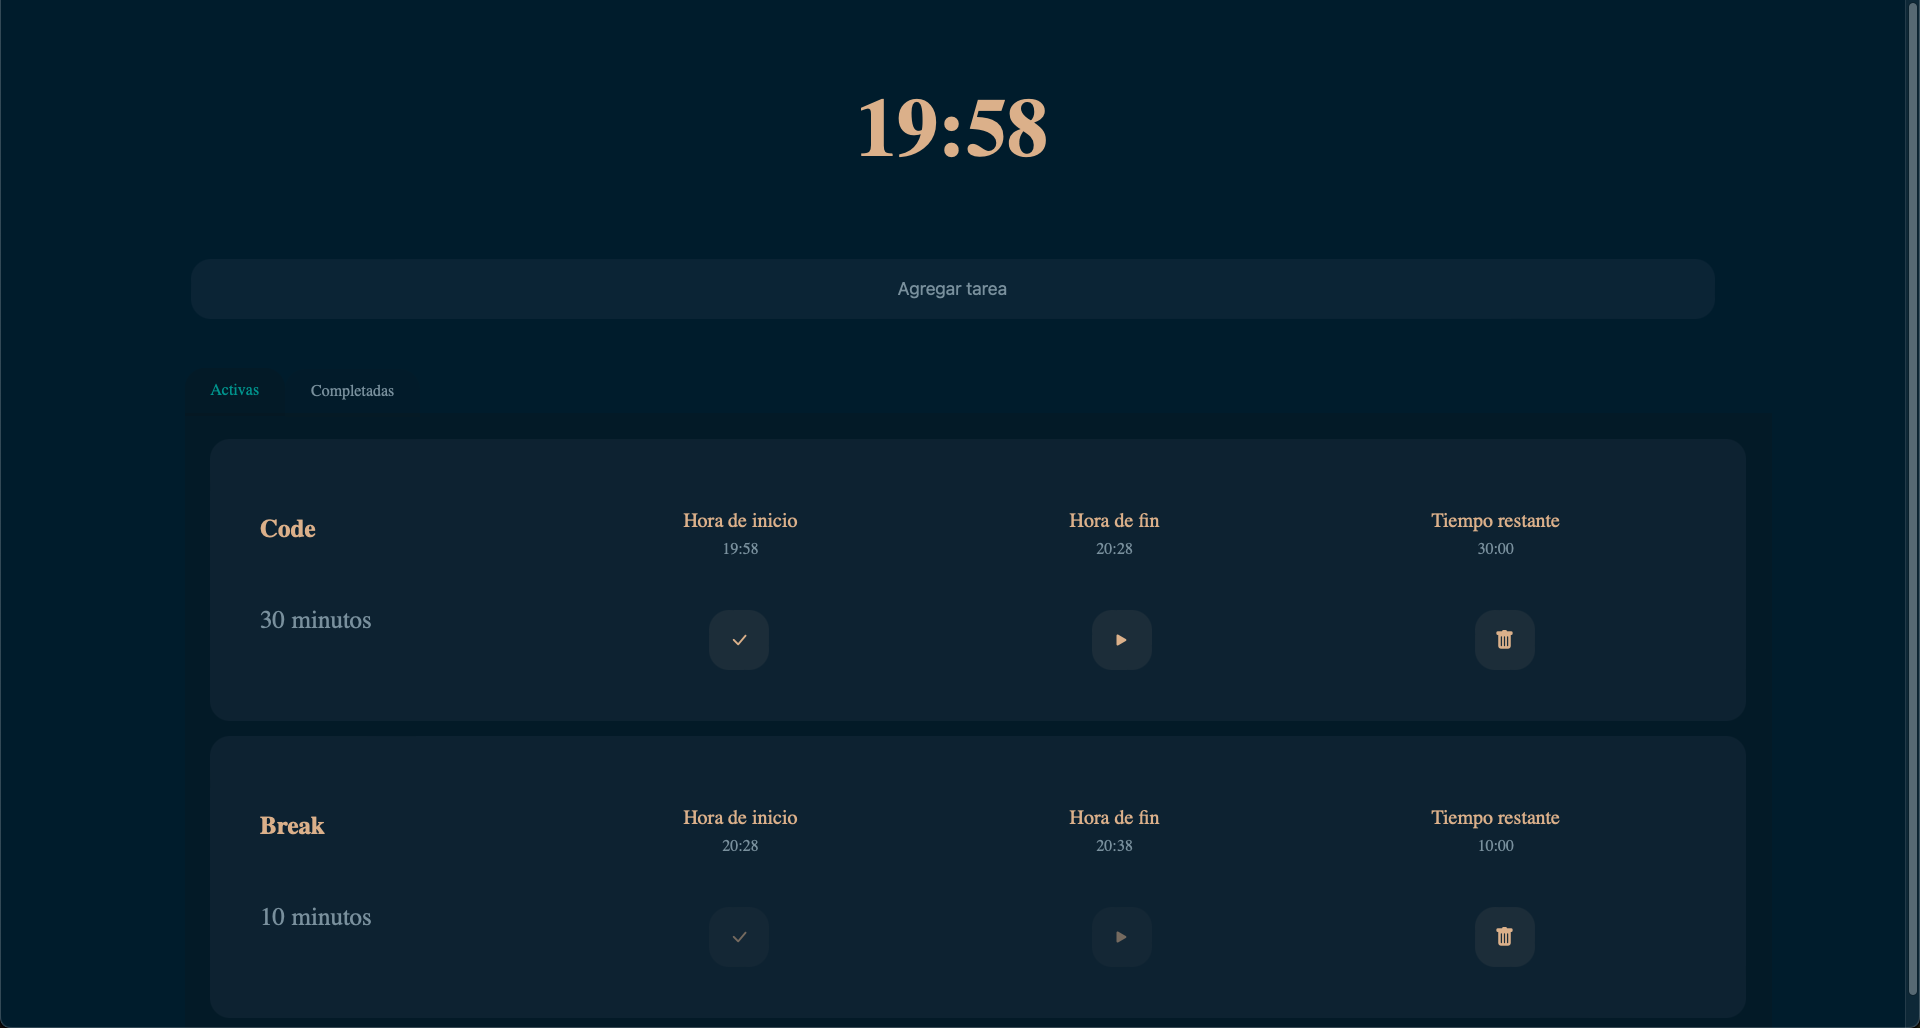 19:58
Agregar tarea
Activas Completadas
Code
Hora de inicio Hora de fin Tiempo restante
19:58 20:28 30:00
30 minutos
Break
Hora de inicio Hora de fin Tiempo restante
20:28 20:38 10:00
10 minutos